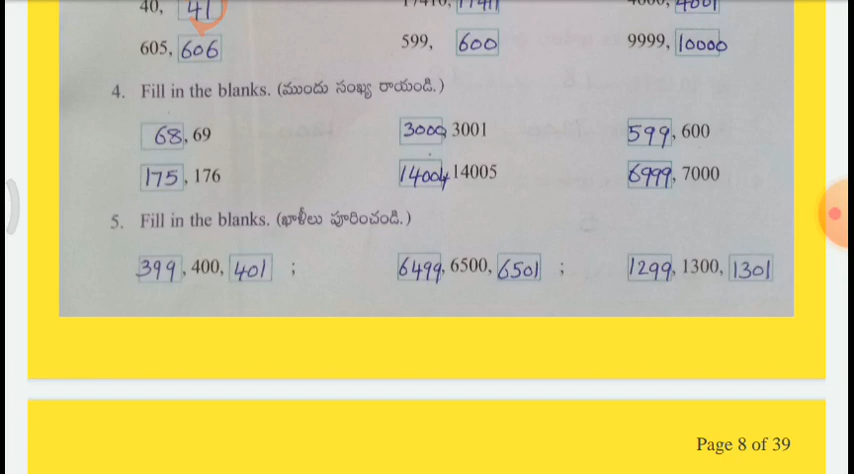 40, 41
605, 606 599, 600 9999, 10000
4. Fill in the blanks. (ముందు సంఖ్య రాయండి.)
68, 69 3000, 3001 599, 600
175, 176 14004, 14005 6999, 7000
5. Fill in the blanks. (ఖాళీలు పూరించండి.)
399, 400, 401 ; 6499, 6500, 6501 ; 1299, 1300, 1301
Page 8 of 39